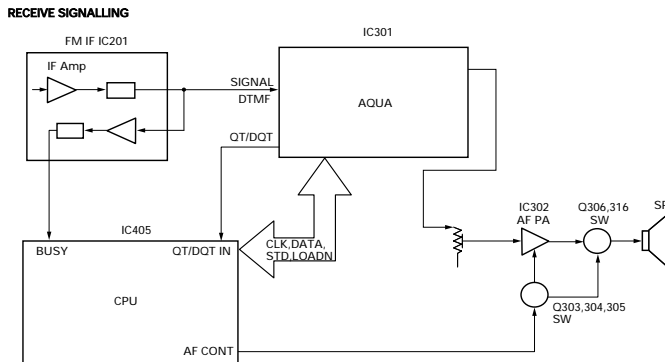 RECEIVE SIGNALLING
FM IF IC201
IF Amp
IC301
AQUA
SIGNAL
DTMF
QT/DQT
IC405
BUSY
QT/DQT IN
CLK,DATA,
STD,LOADN
CPU
AF CONT
IC302
AF PA
Q306,316
SW
SP
Q303,304,305
SW